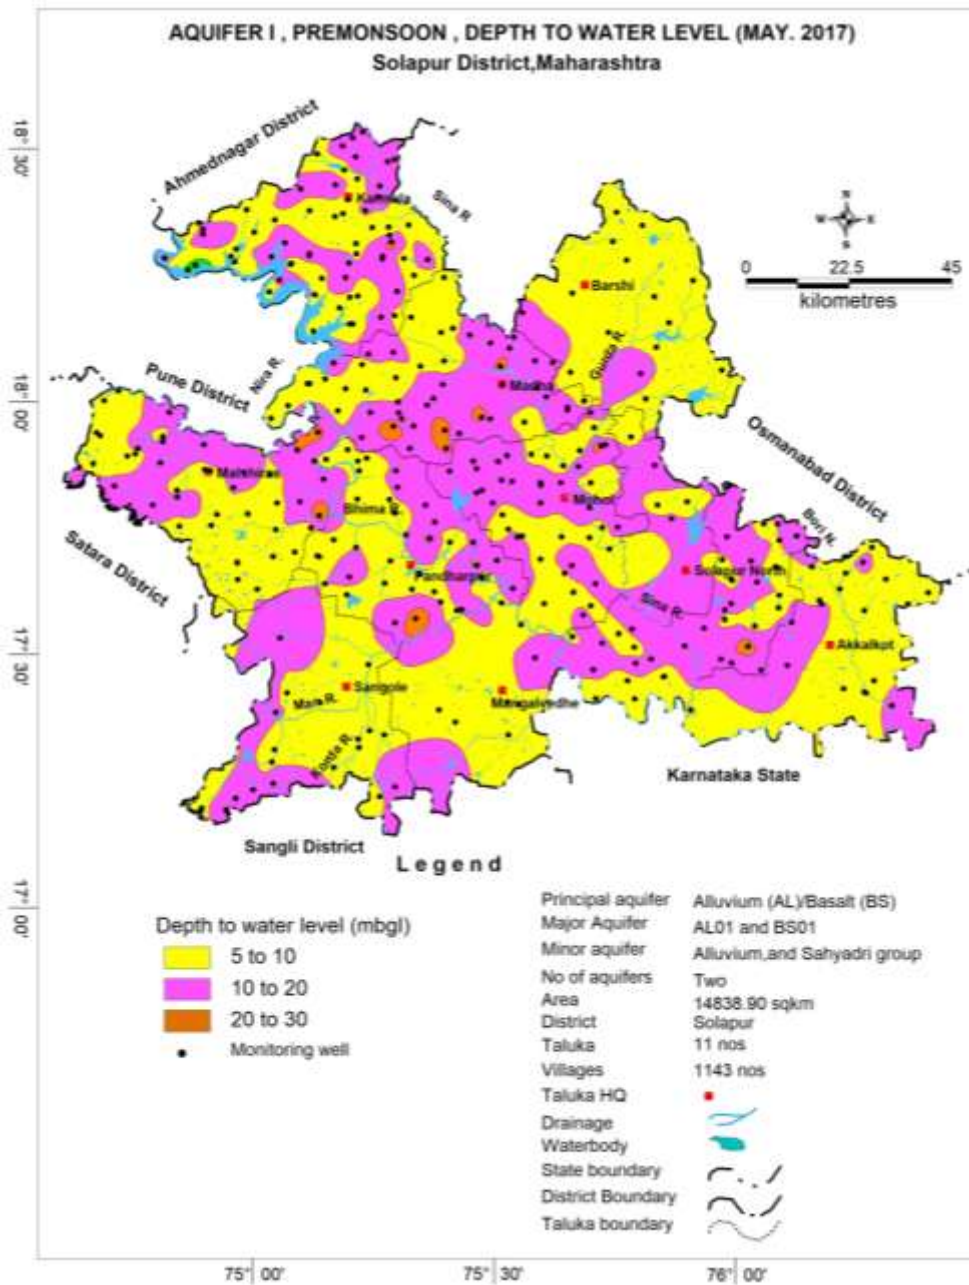 AQUIFER I , PREMONSOON , DEPTH TO WATER LEVEL (MAY. 2017)
Solapur District,Maharashtra
18° 30'
18° 00'
17° 30'
17° 00'
Ahmednagar District
Sina R
Karmala
N
W E
S
0 22.5 45
kilometres
Barshi
Pune District
Nira R.
Madha
Osmanabad District
Malshiras
Bhima R.
Mohol
Bori N.
Satara District
Pandharpur
Solapur North
Sina R.
Akkalkot
Sangole
Man R.
Mangalvedhe
Karnataka State
Sangli District
Legend
Depth to water level (mbgl)
5 to 10
10 to 20
20 to 30
Monitoring well
Principal aquifer Alluvium (AL)/Basalt (BS)
Major Aquifer AL01 and BS01
Minor aquifer Alluvium,and Sahyadri group
No of aquifers Two
Area 14838.90 sqkm
District Solapur
Taluka 11 nos
Villages 1143 nos
Taluka HQ
Drainage
Waterbody
State boundary
District Boundary
Taluka boundary
75° 00' 75° 30' 76° 00'